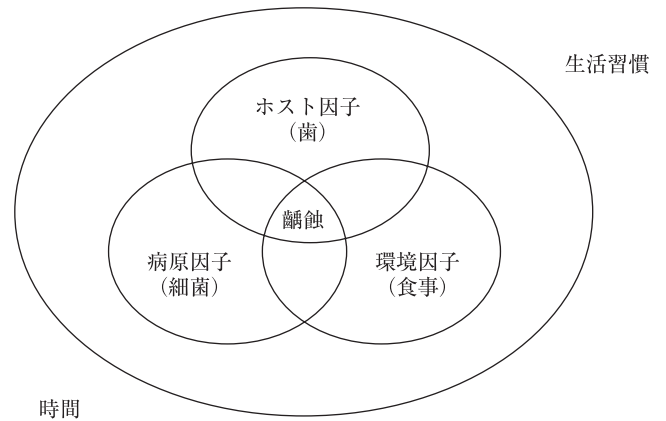 生活習慣
ホスト因子
（歯）
齲蝕
病原因子
（細菌）
環境因子
（食事）
時間